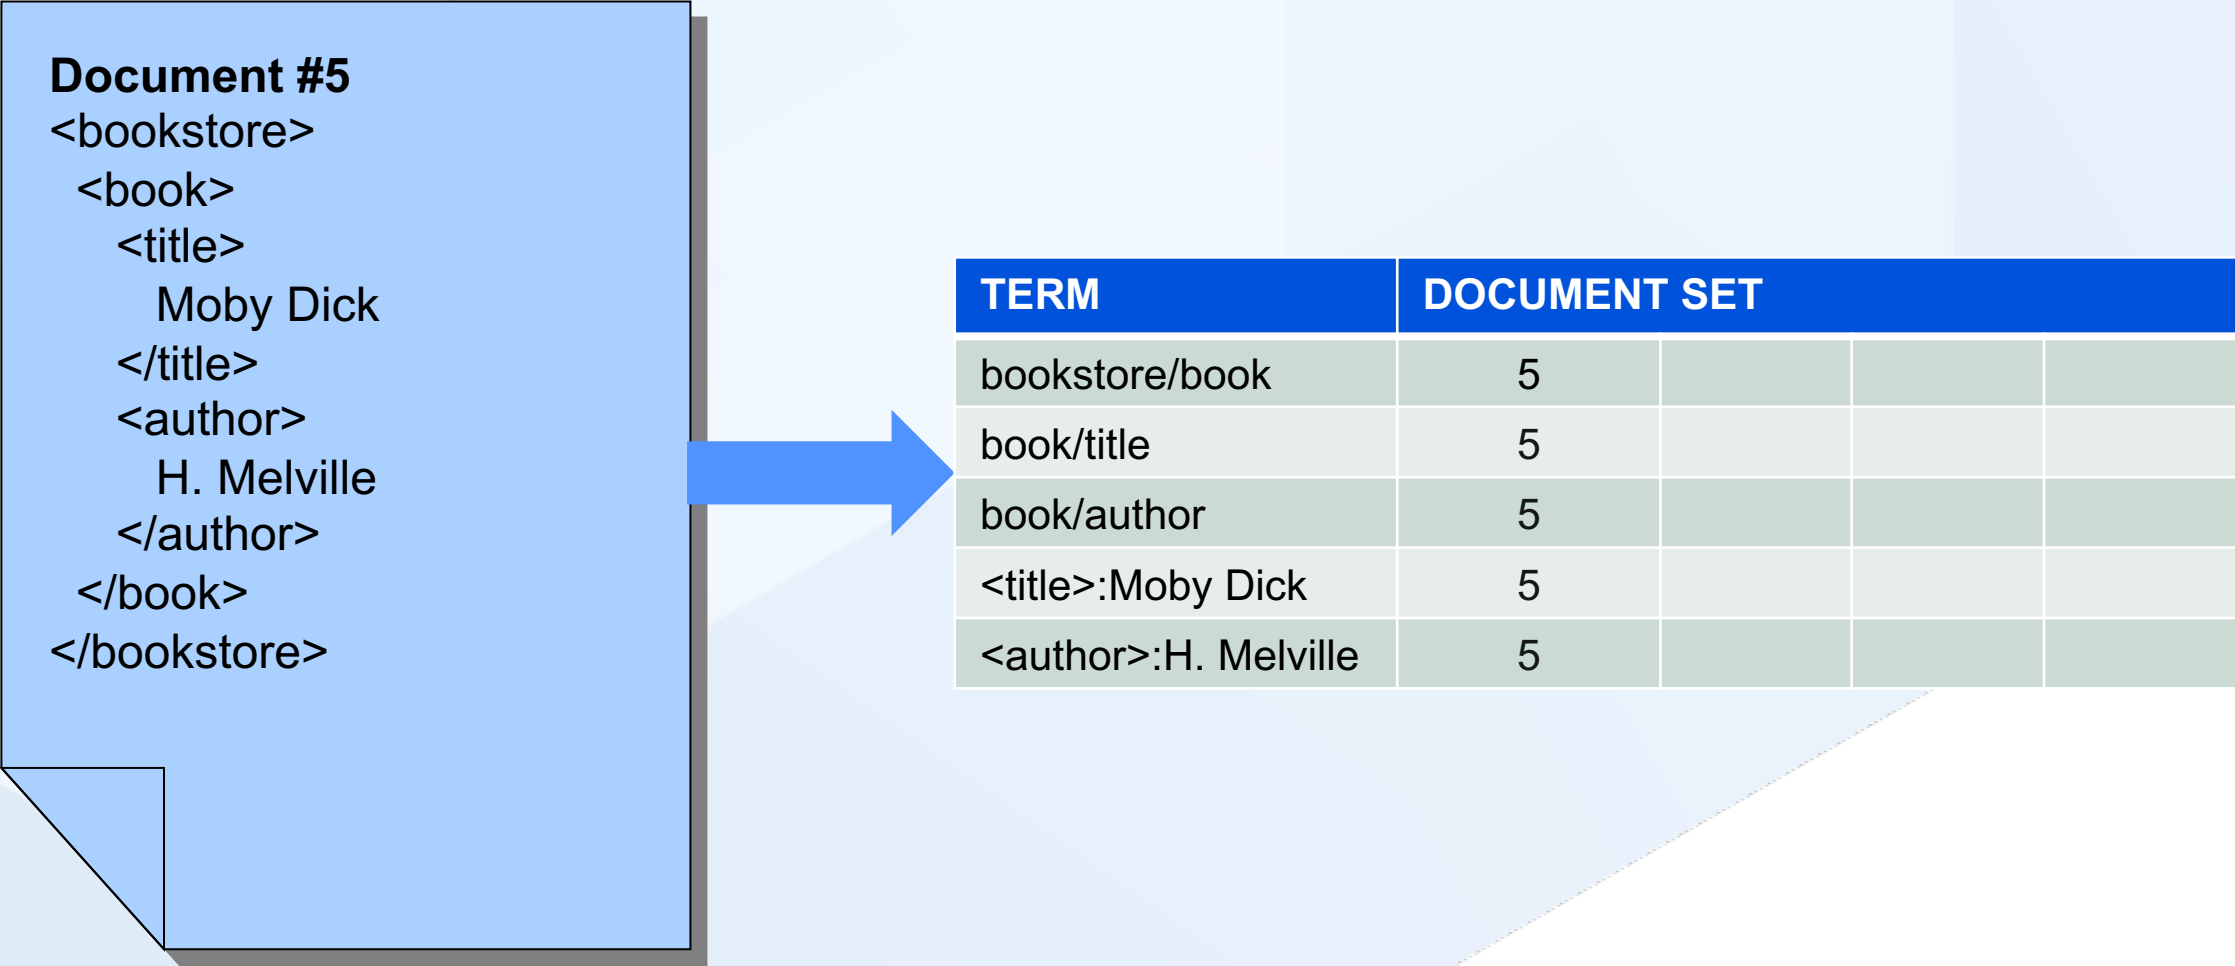 Document #5
<bookstore>
<book>
<title>
Moby Dick
</title>
<author>
H. Melville
</author>
</book>
</bookstore>
TERM DOCUMENT SET
bookstore/book 5
book/title 5
book/author 5
<title>:Moby Dick 5
<author>:H. Melville 5